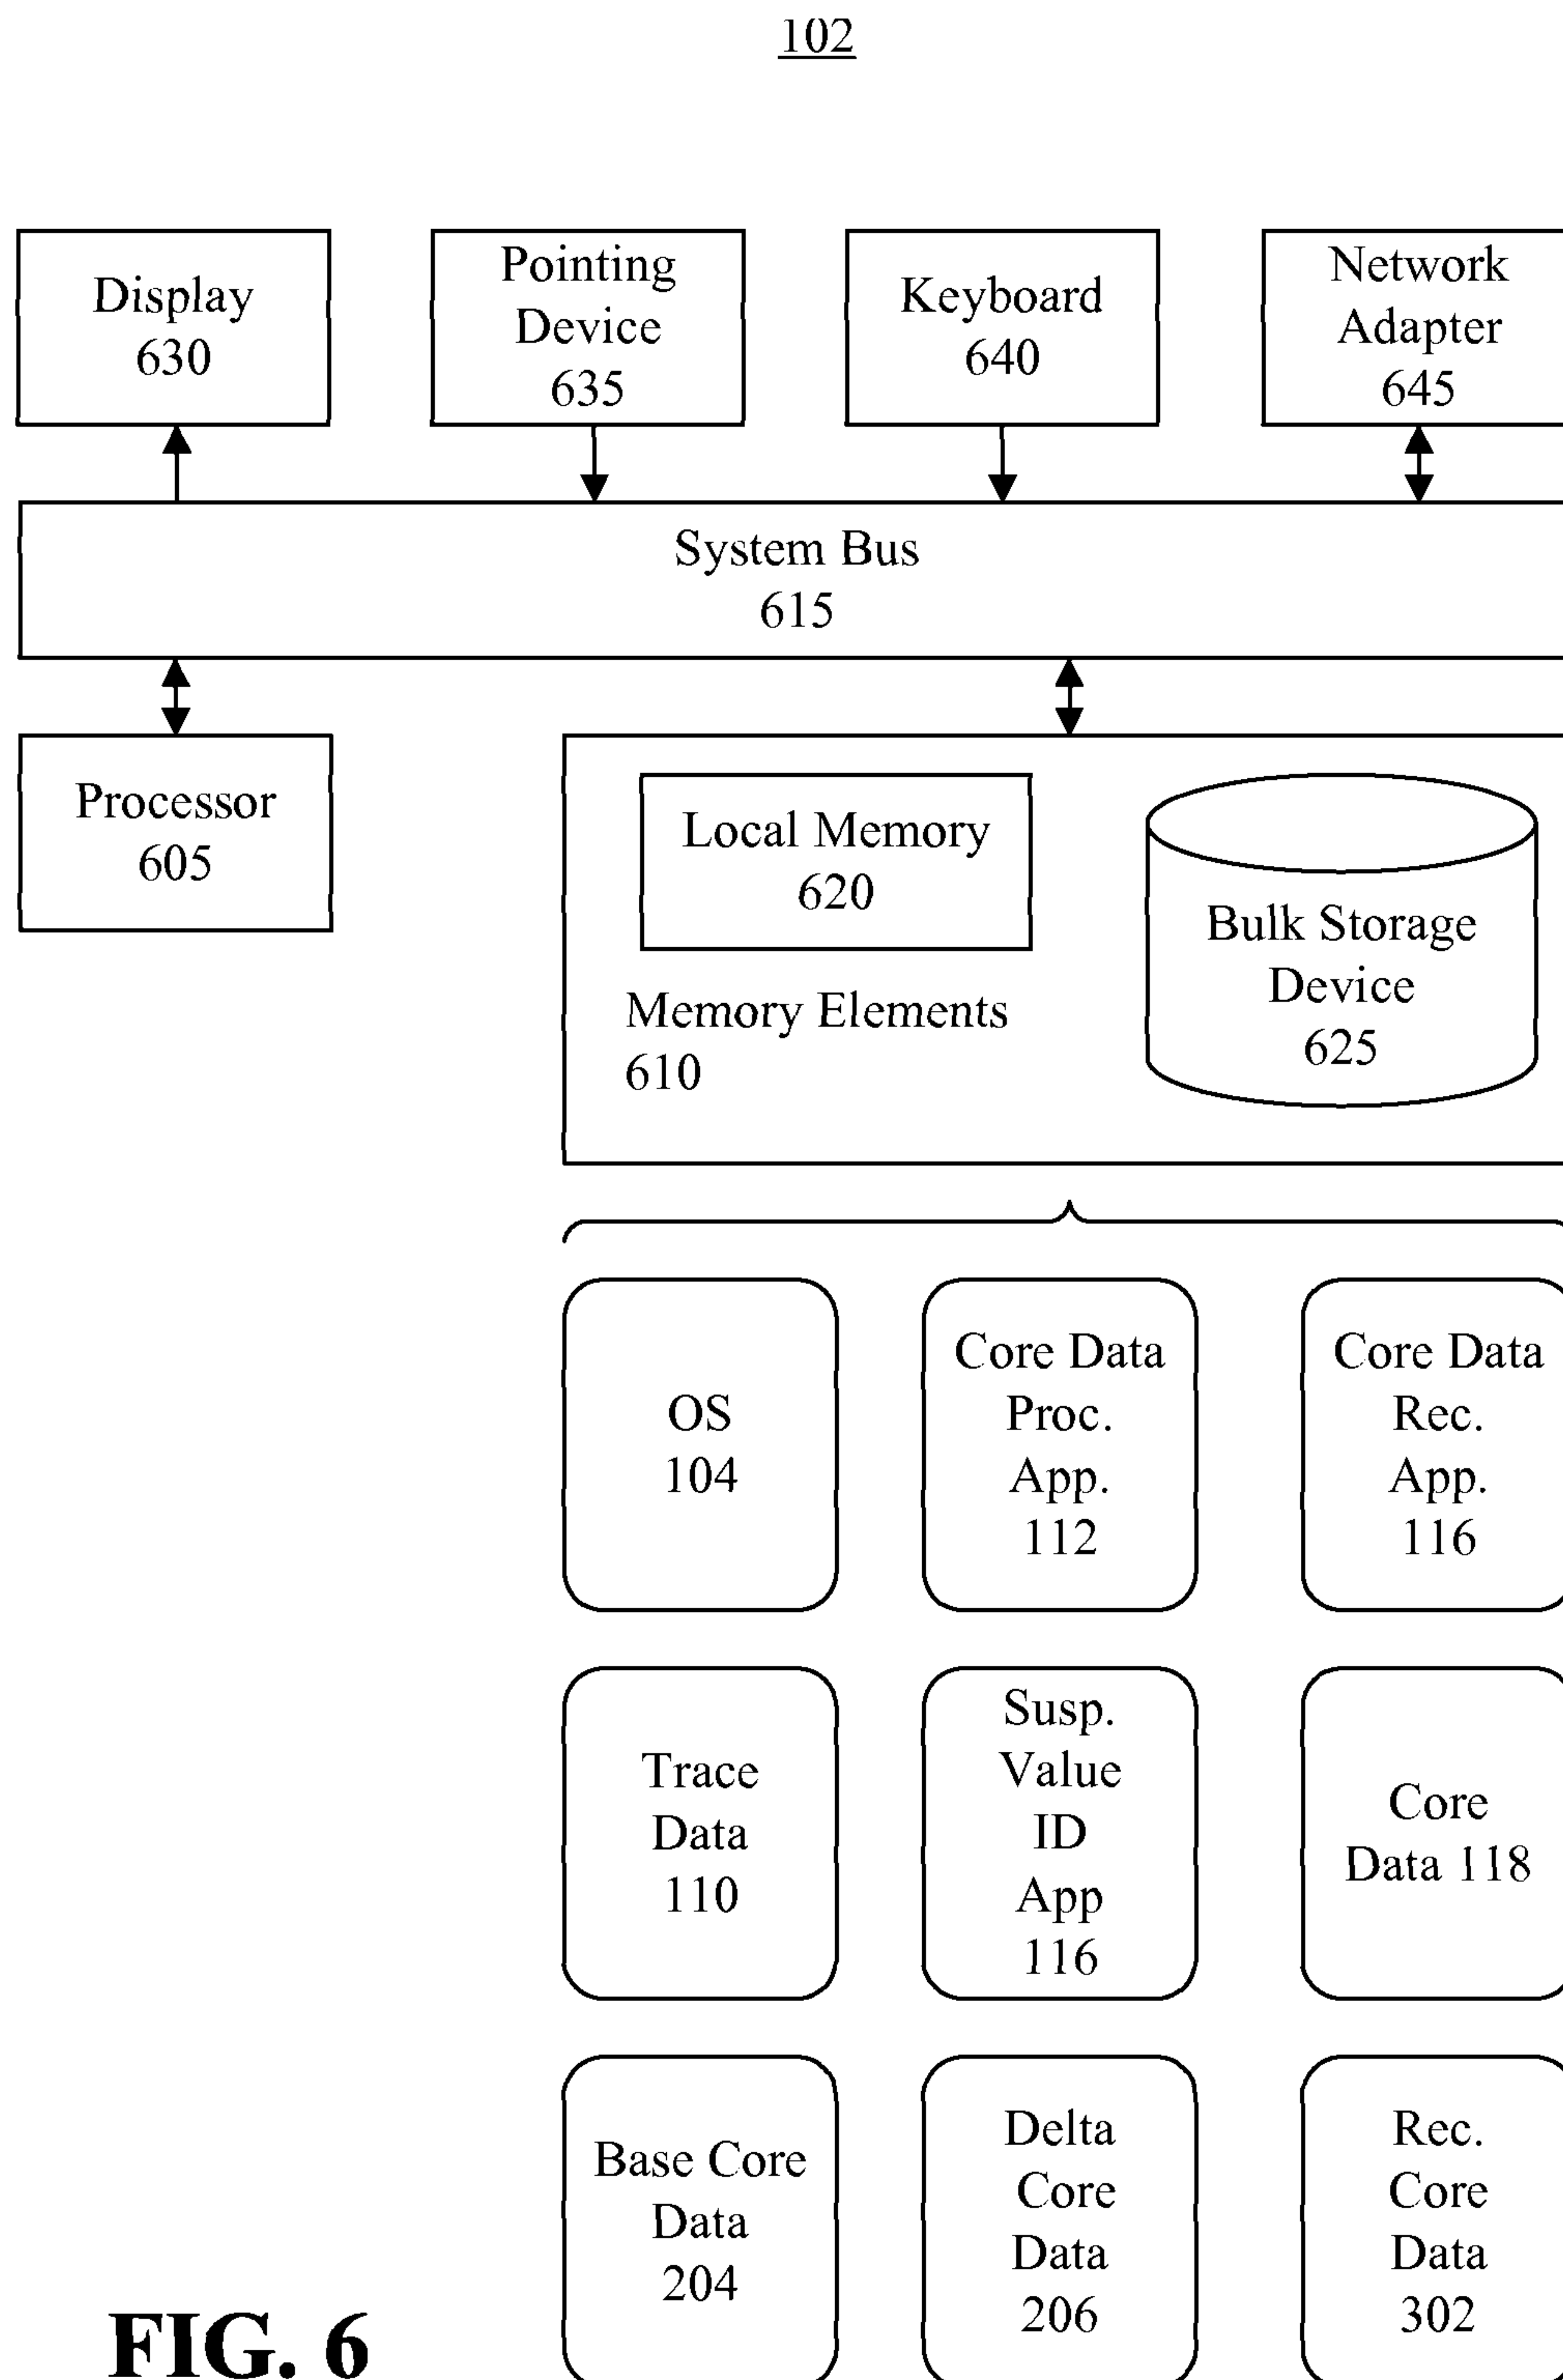 102
Display
630
Pointing
Device
635
Keyboard
640
Network
Adapter
645
System Bus
615
Processor
605
Local Memory
620
Memory Elements
610
Bulk Storage
Device
625
OS
104
Core Data
Proc.
App.
112
Core Data
Rec.
App.
116
Trace
Data
110
Susp.
Value
ID
App
116
Core
Data 118
Base Core
Data
204
Delta
Core
Data
206
Rec.
Core
Data
302
FIG. 6